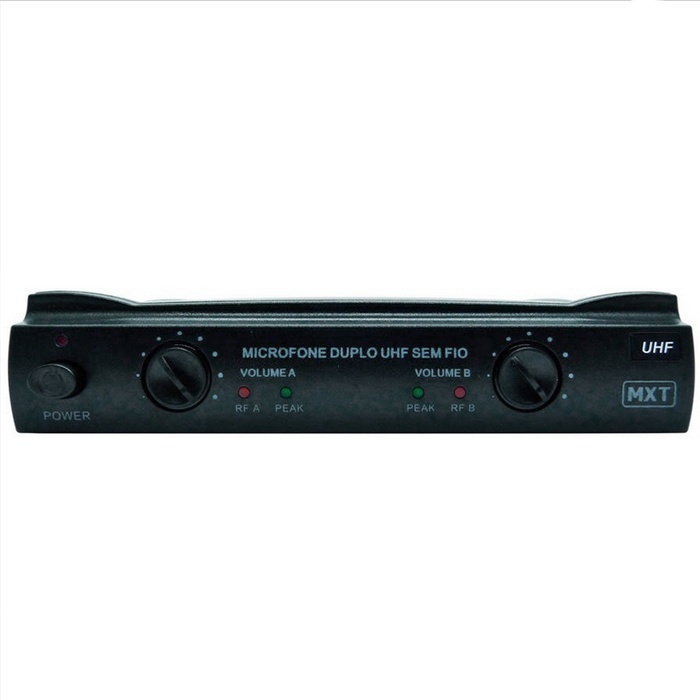 MICROFONE DUPLO UHF SEM FIO
UHF
VOLUME A
VOLUME B
MXT
RF A
PEAK
PEAK
RF B
POWER